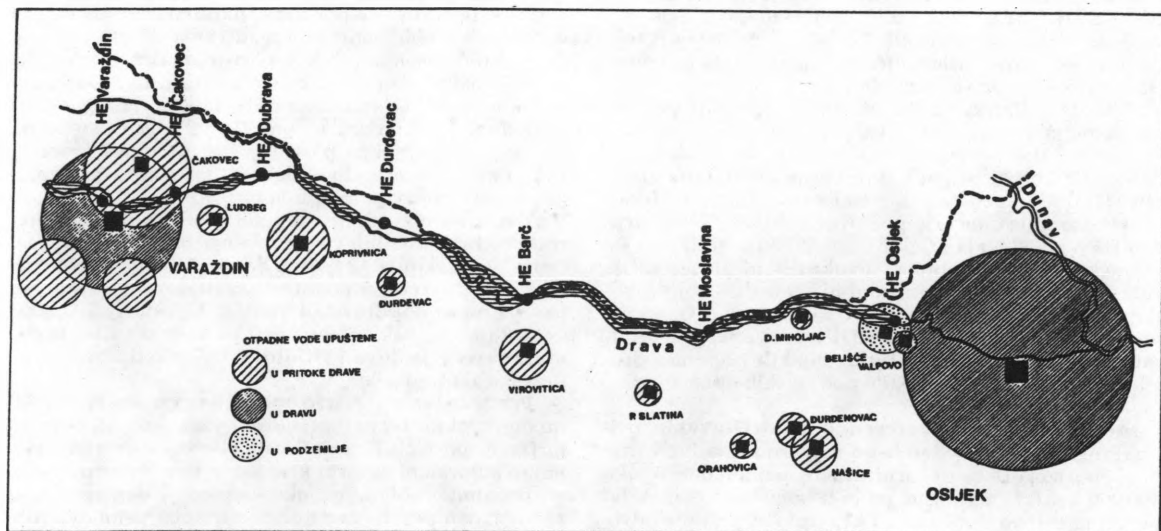 HE Varaždin
HE Čakovec
HE Dubrava
HE Đurđevac
HE Barč
HE Moslavina
(HE Osijek)
Dunav
ČAKOVEC
LUDBEG
KOPRIVNICA
ĐURĐEVAC
VARAŽDIN
VIROVITICA
Drava
D.MIHOLJAC
BELIŠĆE
VALPOVO
P. SLATINA
ĐURĐENOVAC
ORAHOVICA
NAŠICE
OSIJEK
OTPADNE VODE UPUŠTENE
U PRITOKE DRAVE
U DRAVU
U PODZEMLJE